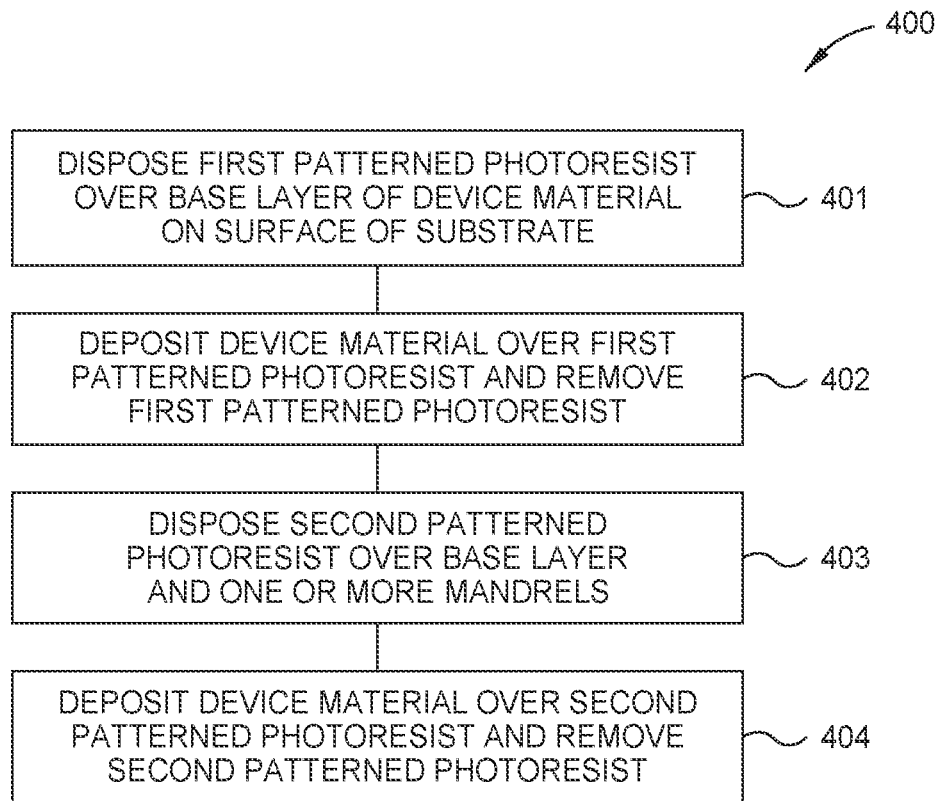 400
DISPOSE FIRST PATTERNED PHOTORESIST
OVER BASE LAYER OF DEVICE MATERIAL
ON SURFACE OF SUBSTRATE
401
DEPOSIT DEVICE MATERIAL OVER FIRST
PATTERNED PHOTORESIST AND REMOVE
FIRST PATTERNED PHOTORESIST
402
DISPOSE SECOND PATTERNED
PHOTORESIST OVER BASE LAYER
AND ONE OR MORE MANDRELS
403
DEPOSIT DEVICE MATERIAL OVER SECOND
PATTERNED PHOTORESIST AND REMOVE
SECOND PATTERNED PHOTORESIST
404